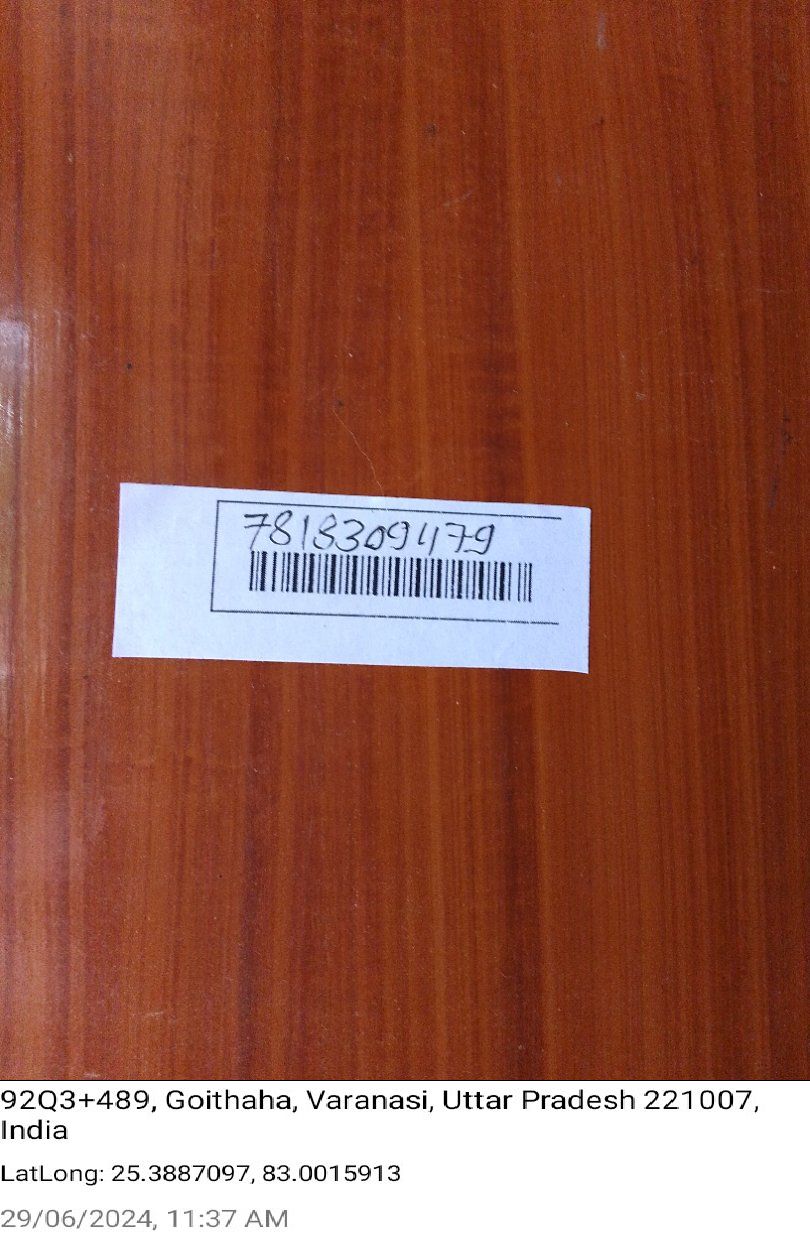 7818309479
92Q3+489, Goithaha, Varanasi, Uttar Pradesh 221007,
India
LatLong: 25.3887097, 83.0015913
29/06/2024, 11:37 AM